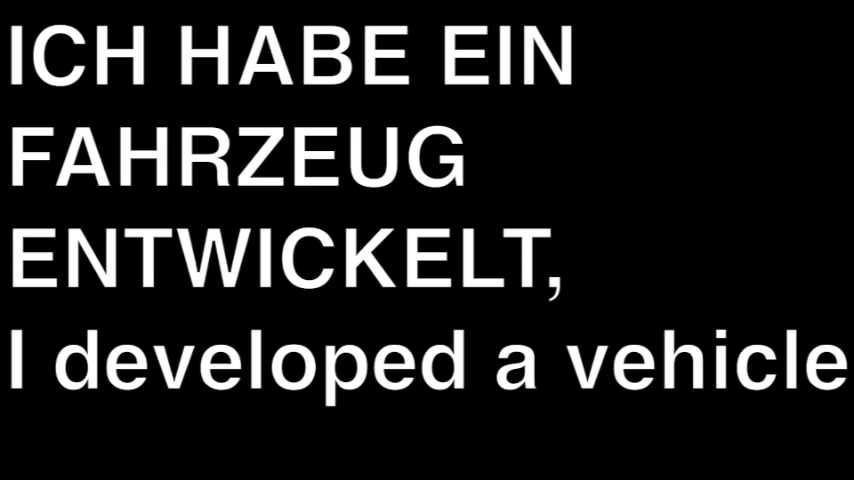 ICH HABE EIN
FAHRZEUG
ENTWICKELT,
I developed a vehicle